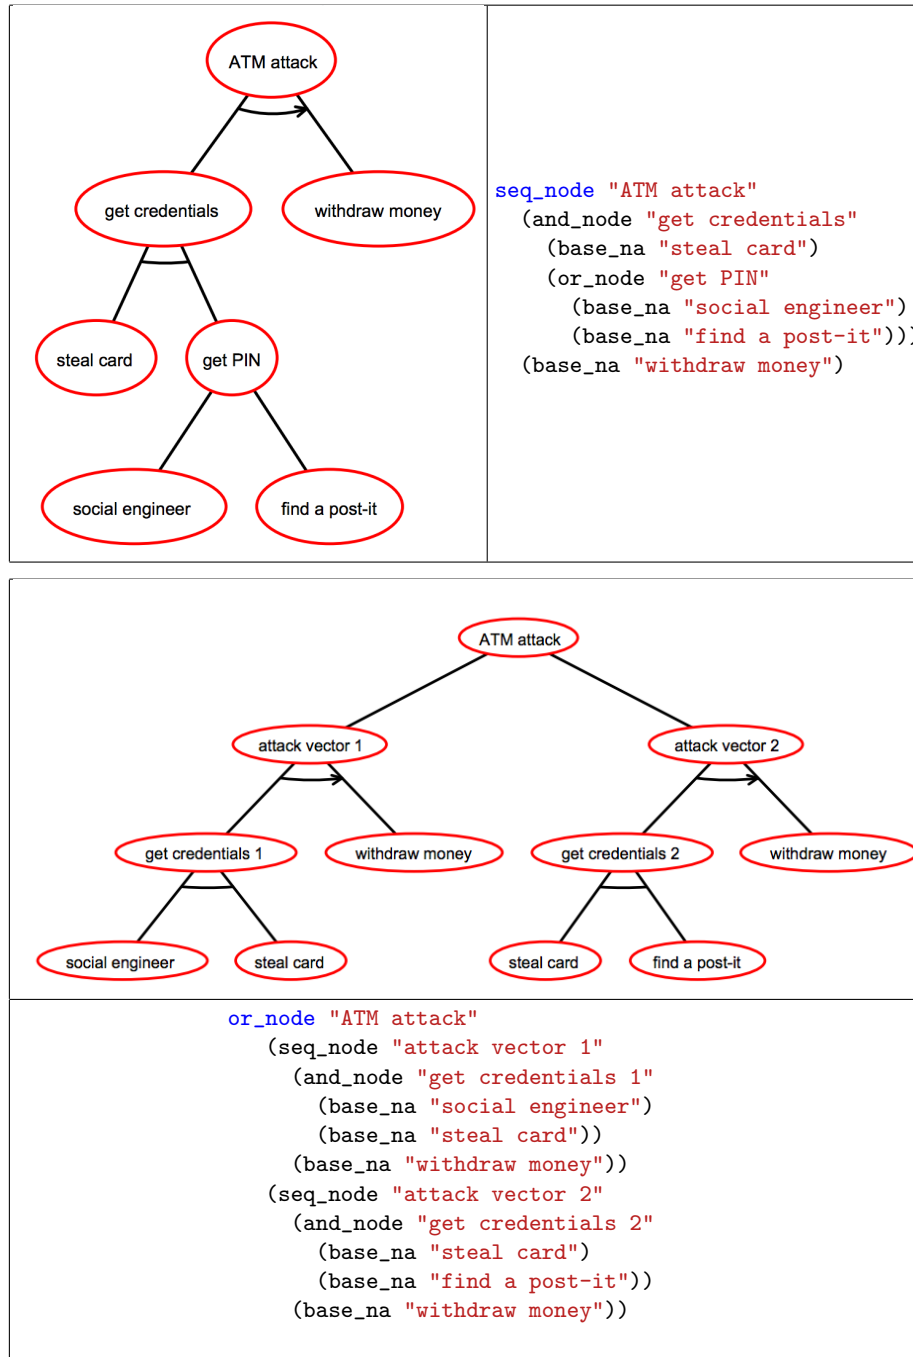 ATM attack
get credentials
withdraw money
steal card
get PIN
social engineer
find a post-it
seq_node "ATM attack"
(and_node "get credentials"
(base_na "steal card")
(or_node "get PIN"
(base_na "social engineer")
(base_na "find a post-it")))
(base_na "withdraw money")
ATM attack
attack vector 1
attack vector 2
get credentials 1
withdraw money
get credentials 2
withdraw money
social engineer
steal card
steal card
find a post-it
or_node "ATM attack"
(seq_node "attack vector 1"
(and_node "get credentials 1"
(base_na "social engineer")
(base_na "steal card"))
(base_na "withdraw money"))
(seq_node "attack vector 2"
(and_node "get credentials 2"
(base_na "steal card")
(base_na "find a post-it"))
(base_na "withdraw money"))